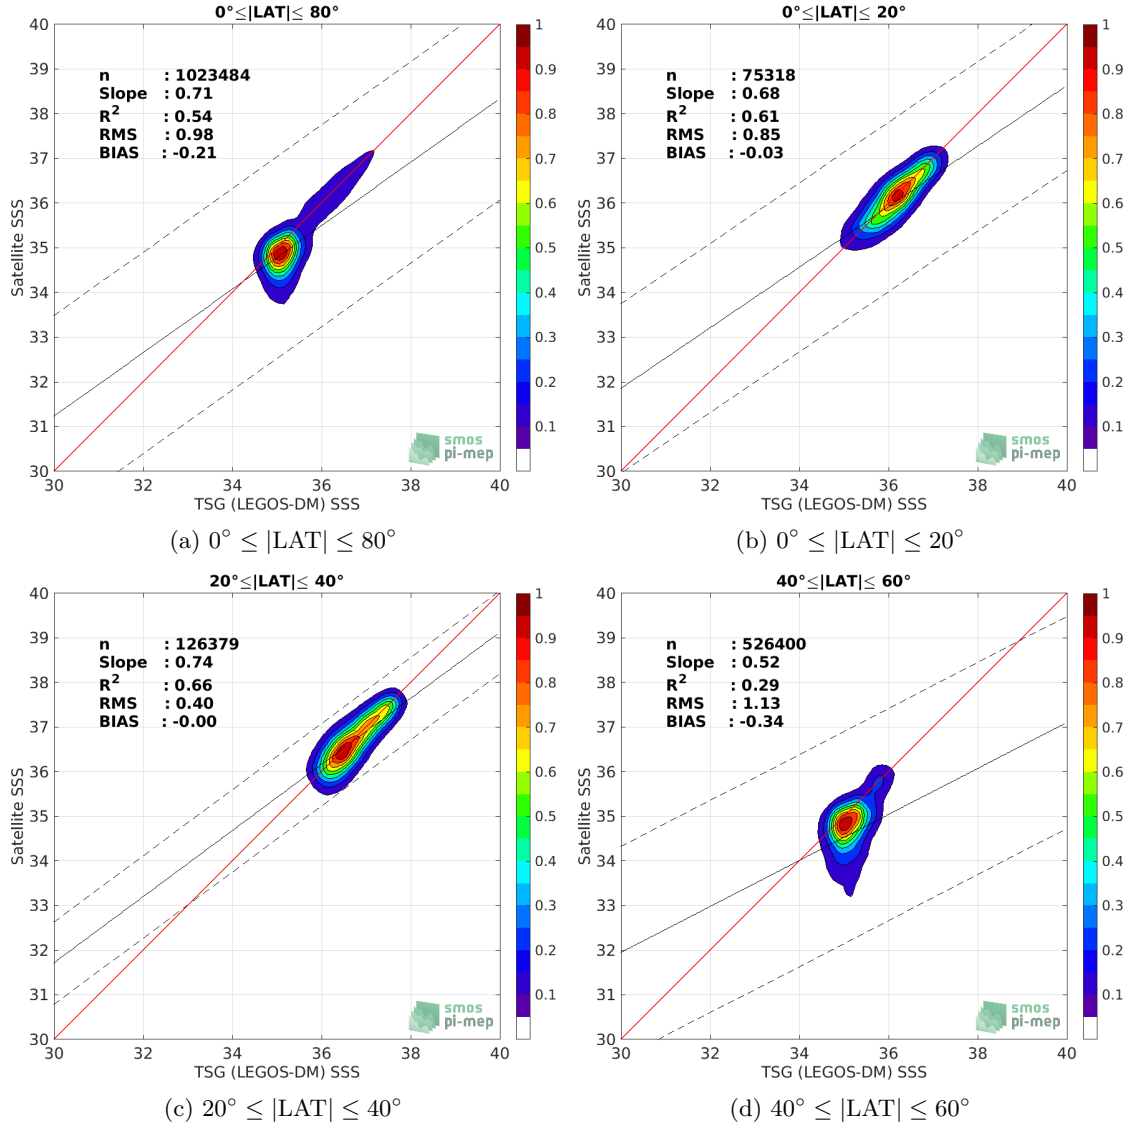 0°≤|LAT|≤ 80°
n : 1023484
Slope : 0.71
R2 : 0.54
RMS : 0.98
BIAS : -0.21
40
39
38
37
36
35
34
33
32
31
30
Satellite SSS
30 32 34 36 38 40
TSG (LEGOS-DM) SSS
smos
pi-mep
1
0.9
0.8
0.7
0.6
0.5
0.4
0.3
0.2
0.1
(a) 0° ≤ |LAT| ≤ 80°
0°≤|LAT|≤ 20°
n : 75318
Slope : 0.68
R2 : 0.61
RMS : 0.85
BIAS : -0.03
40
39
38
37
36
35
34
33
32
31
30
Satellite SSS
30 32 34 36 38 40
TSG (LEGOS-DM) SSS
smos
pi-mep
1
0.9
0.8
0.7
0.6
0.5
0.4
0.3
0.2
0.1
(b) 0° ≤ |LAT| ≤ 20°
20°≤|LAT|≤ 40°
n : 126379
Slope : 0.74
R2 : 0.66
RMS : 0.40
BIAS : -0.00
40
39
38
37
36
35
34
33
32
31
30
Satellite SSS
30 32 34 36 38 40
TSG (LEGOS-DM) SSS
smos
pi-mep
1
0.9
0.8
0.7
0.6
0.5
0.4
0.3
0.2
0.1
(c) 20° ≤ |LAT| ≤ 40°
40°≤|LAT|≤ 60°
n : 526400
Slope : 0.52
R2 : 0.29
RMS : 1.13
BIAS : -0.34
40
39
38
37
36
35
34
33
32
31
30
Satellite SSS
30 32 34 36 38 40
TSG (LEGOS-DM) SSS
smos
pi-mep
1
0.9
0.8
0.7
0.6
0.5
0.4
0.3
0.2
0.1
(d) 40° ≤ |LAT| ≤ 60°